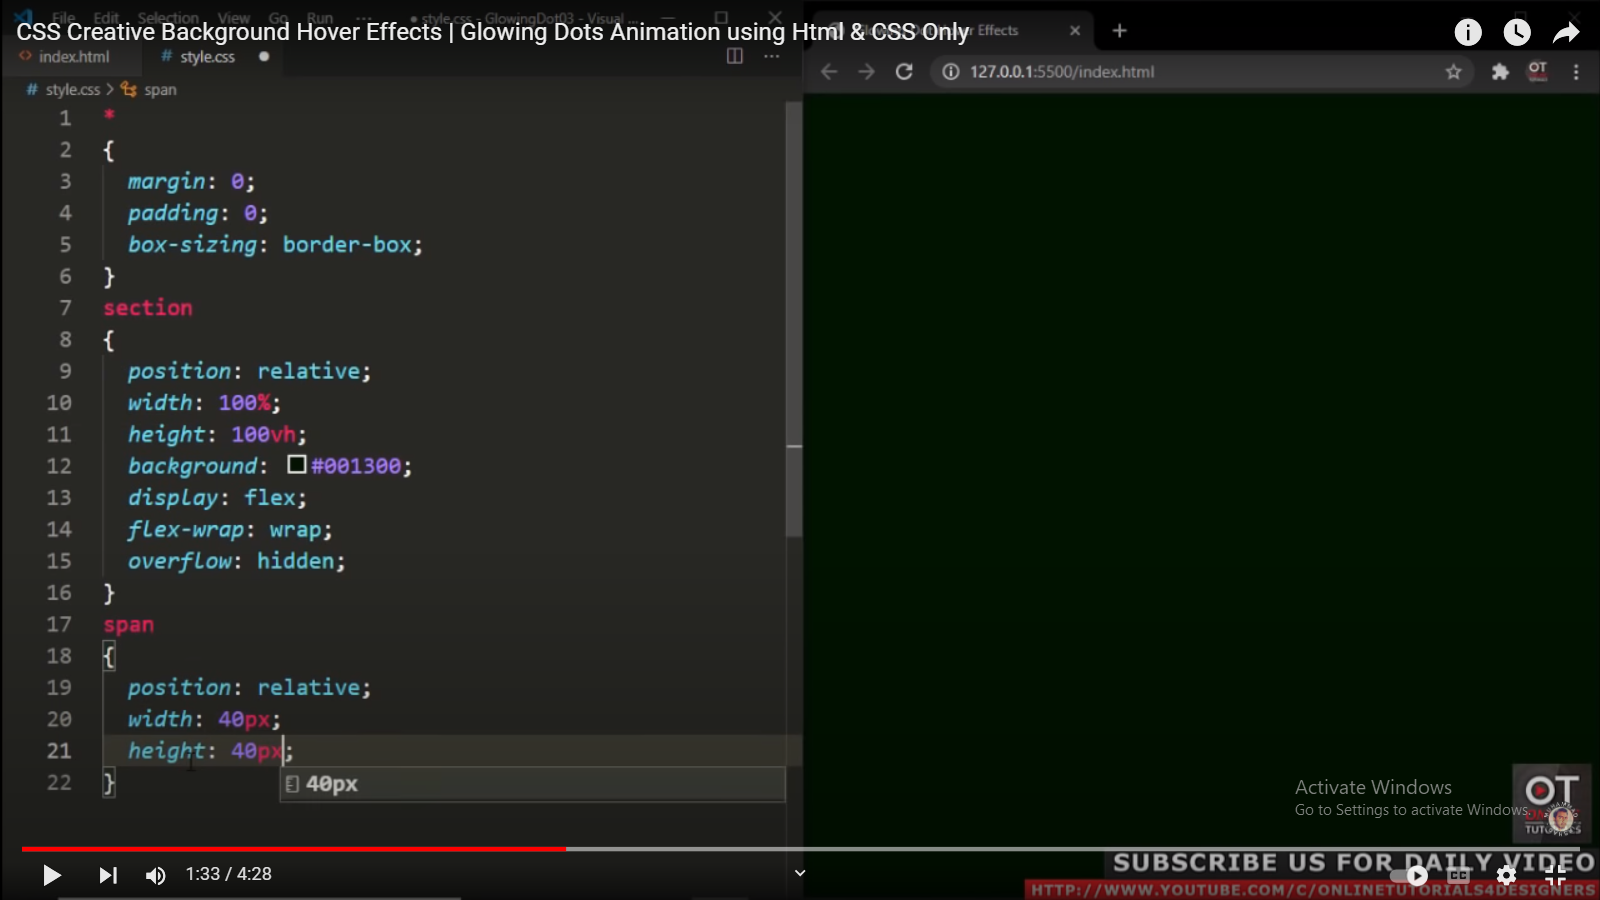 File Edit Selection View Go Run ··· ● style.css - GlowingDot03 - Visual ...
CSS Creative Background Hover Effects | Glowing Dots Animation using Html & CSS Only
Effects
index.html # style.css
127.0.0.1:5500/index.html
OT
# style.css > span
1 *
2 {
3 margin: 0;
4 padding: 0;
5 box-sizing: border-box;
6 }
7 section
8 {
9 position: relative;
10 width: 100%;
11 height: 100vh;
12 background: #001300;
13 display: flex;
14 flex-wrap: wrap;
15 overflow: hidden;
16 }
17 span
18 {
19 position: relative;
20 width: 40px;
21 height: 40px;
22 }
40px
Activate Windows
Go to Settings to activate Windows.
OT
TUTORIALS
1:33 / 4:28
SUBSCRIBE US FOR DAILY VIDEO
CC
HTTP://WWW.YOUTUBE.COM/C/ONLINETUTORIALS4DESIGNERS